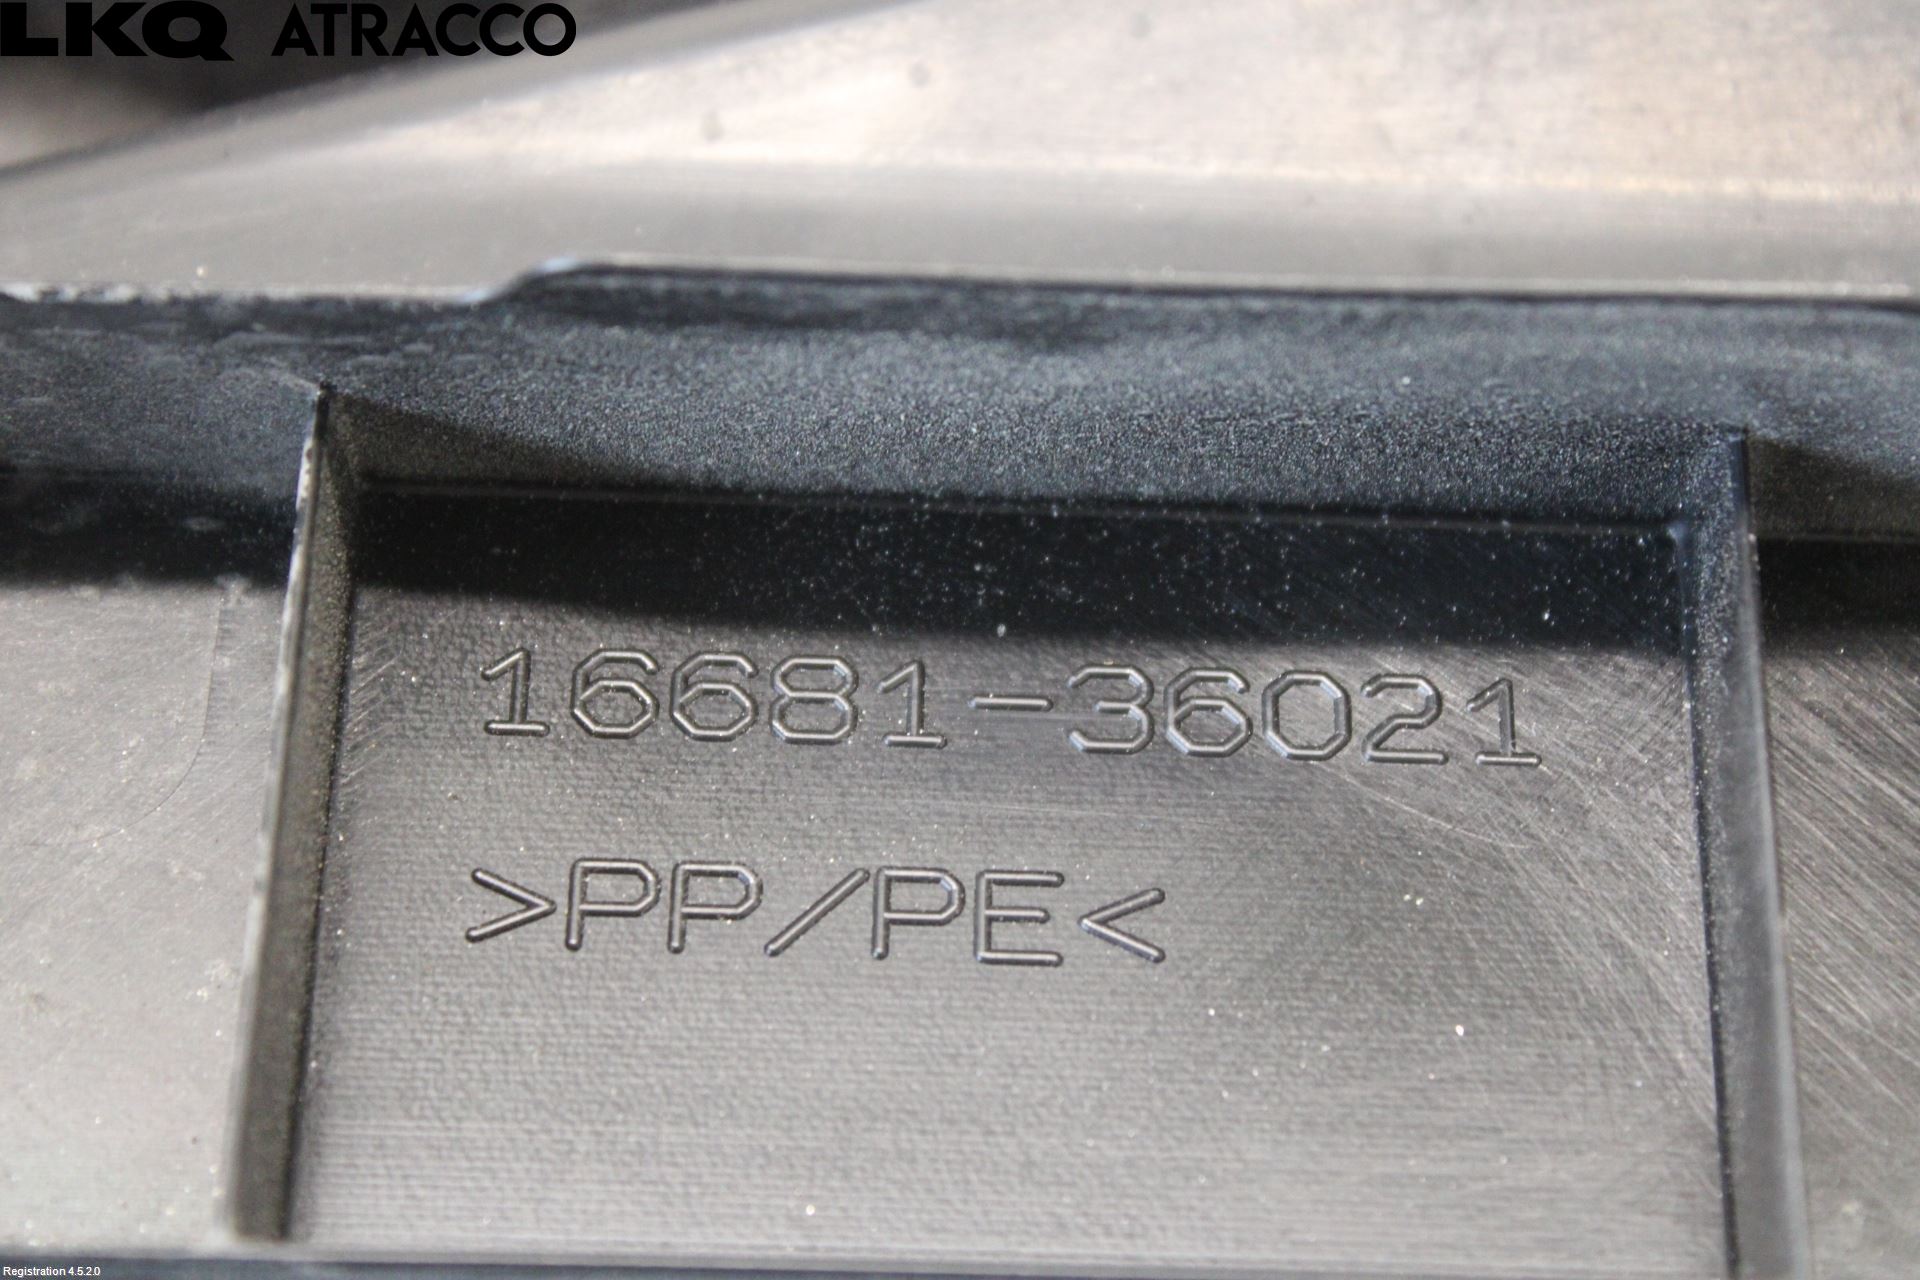 LKQ ATRACCO
16681-36021
>PP/PE<
Registration 4.5.2.0